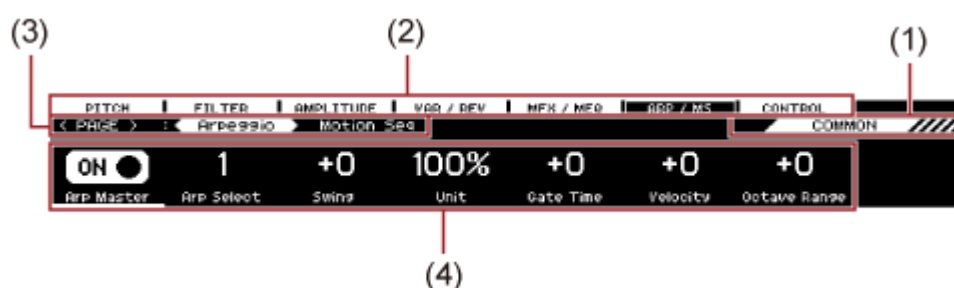 (3) (2) (1)
PITCH FILTER AMPLITUDE VAR / REV MFX / MEQ ARP / MS CONTROL
< PAGE > : Arpeggio Motion Seq COMMON
ON 1 +0 100% +0 +0 +0
Arp Master Arp Select Swing Unit Gate Time Velocity Octave Range
(4)